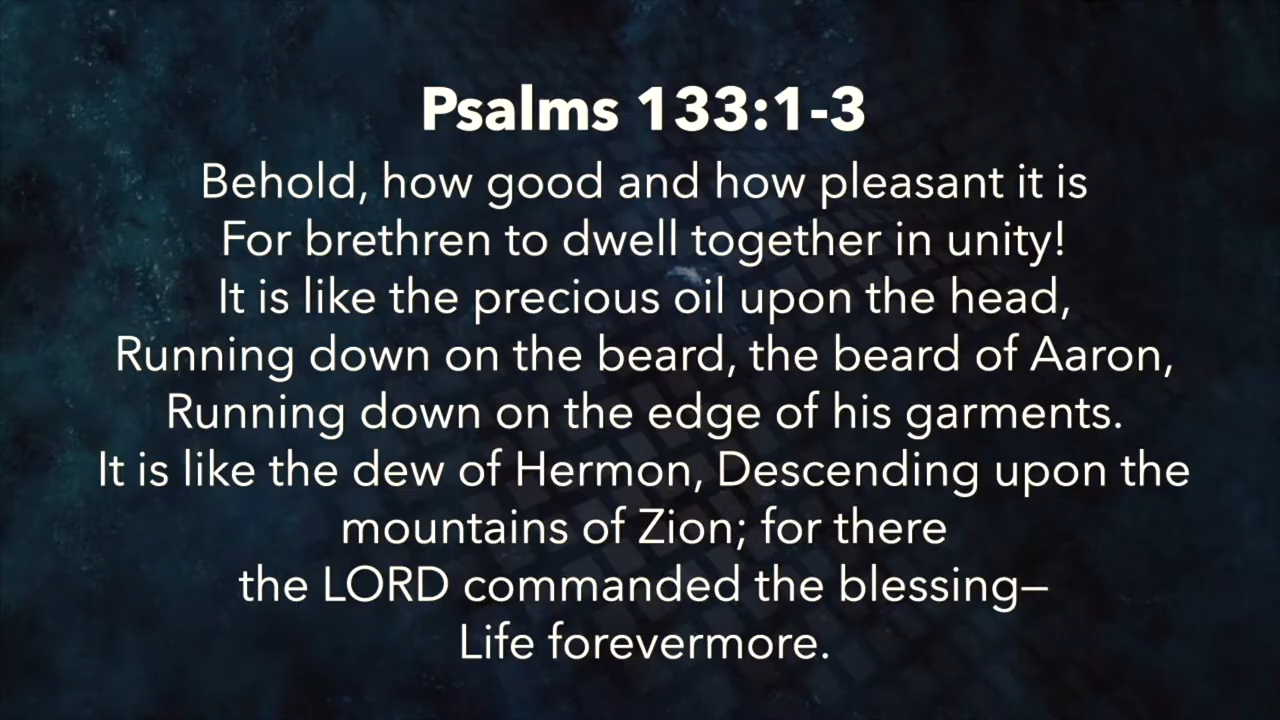 Psalms 133:1-3
Behold, how good and how pleasant it is
For brethren to dwell together in unity!
It is like the precious oil upon the head,
Running down on the beard, the beard of Aaron,
Running down on the edge of his garments.
It is like the dew of Hermon, Descending upon the
mountains of Zion; for there
the LORD commanded the blessing—
Life forevermore.